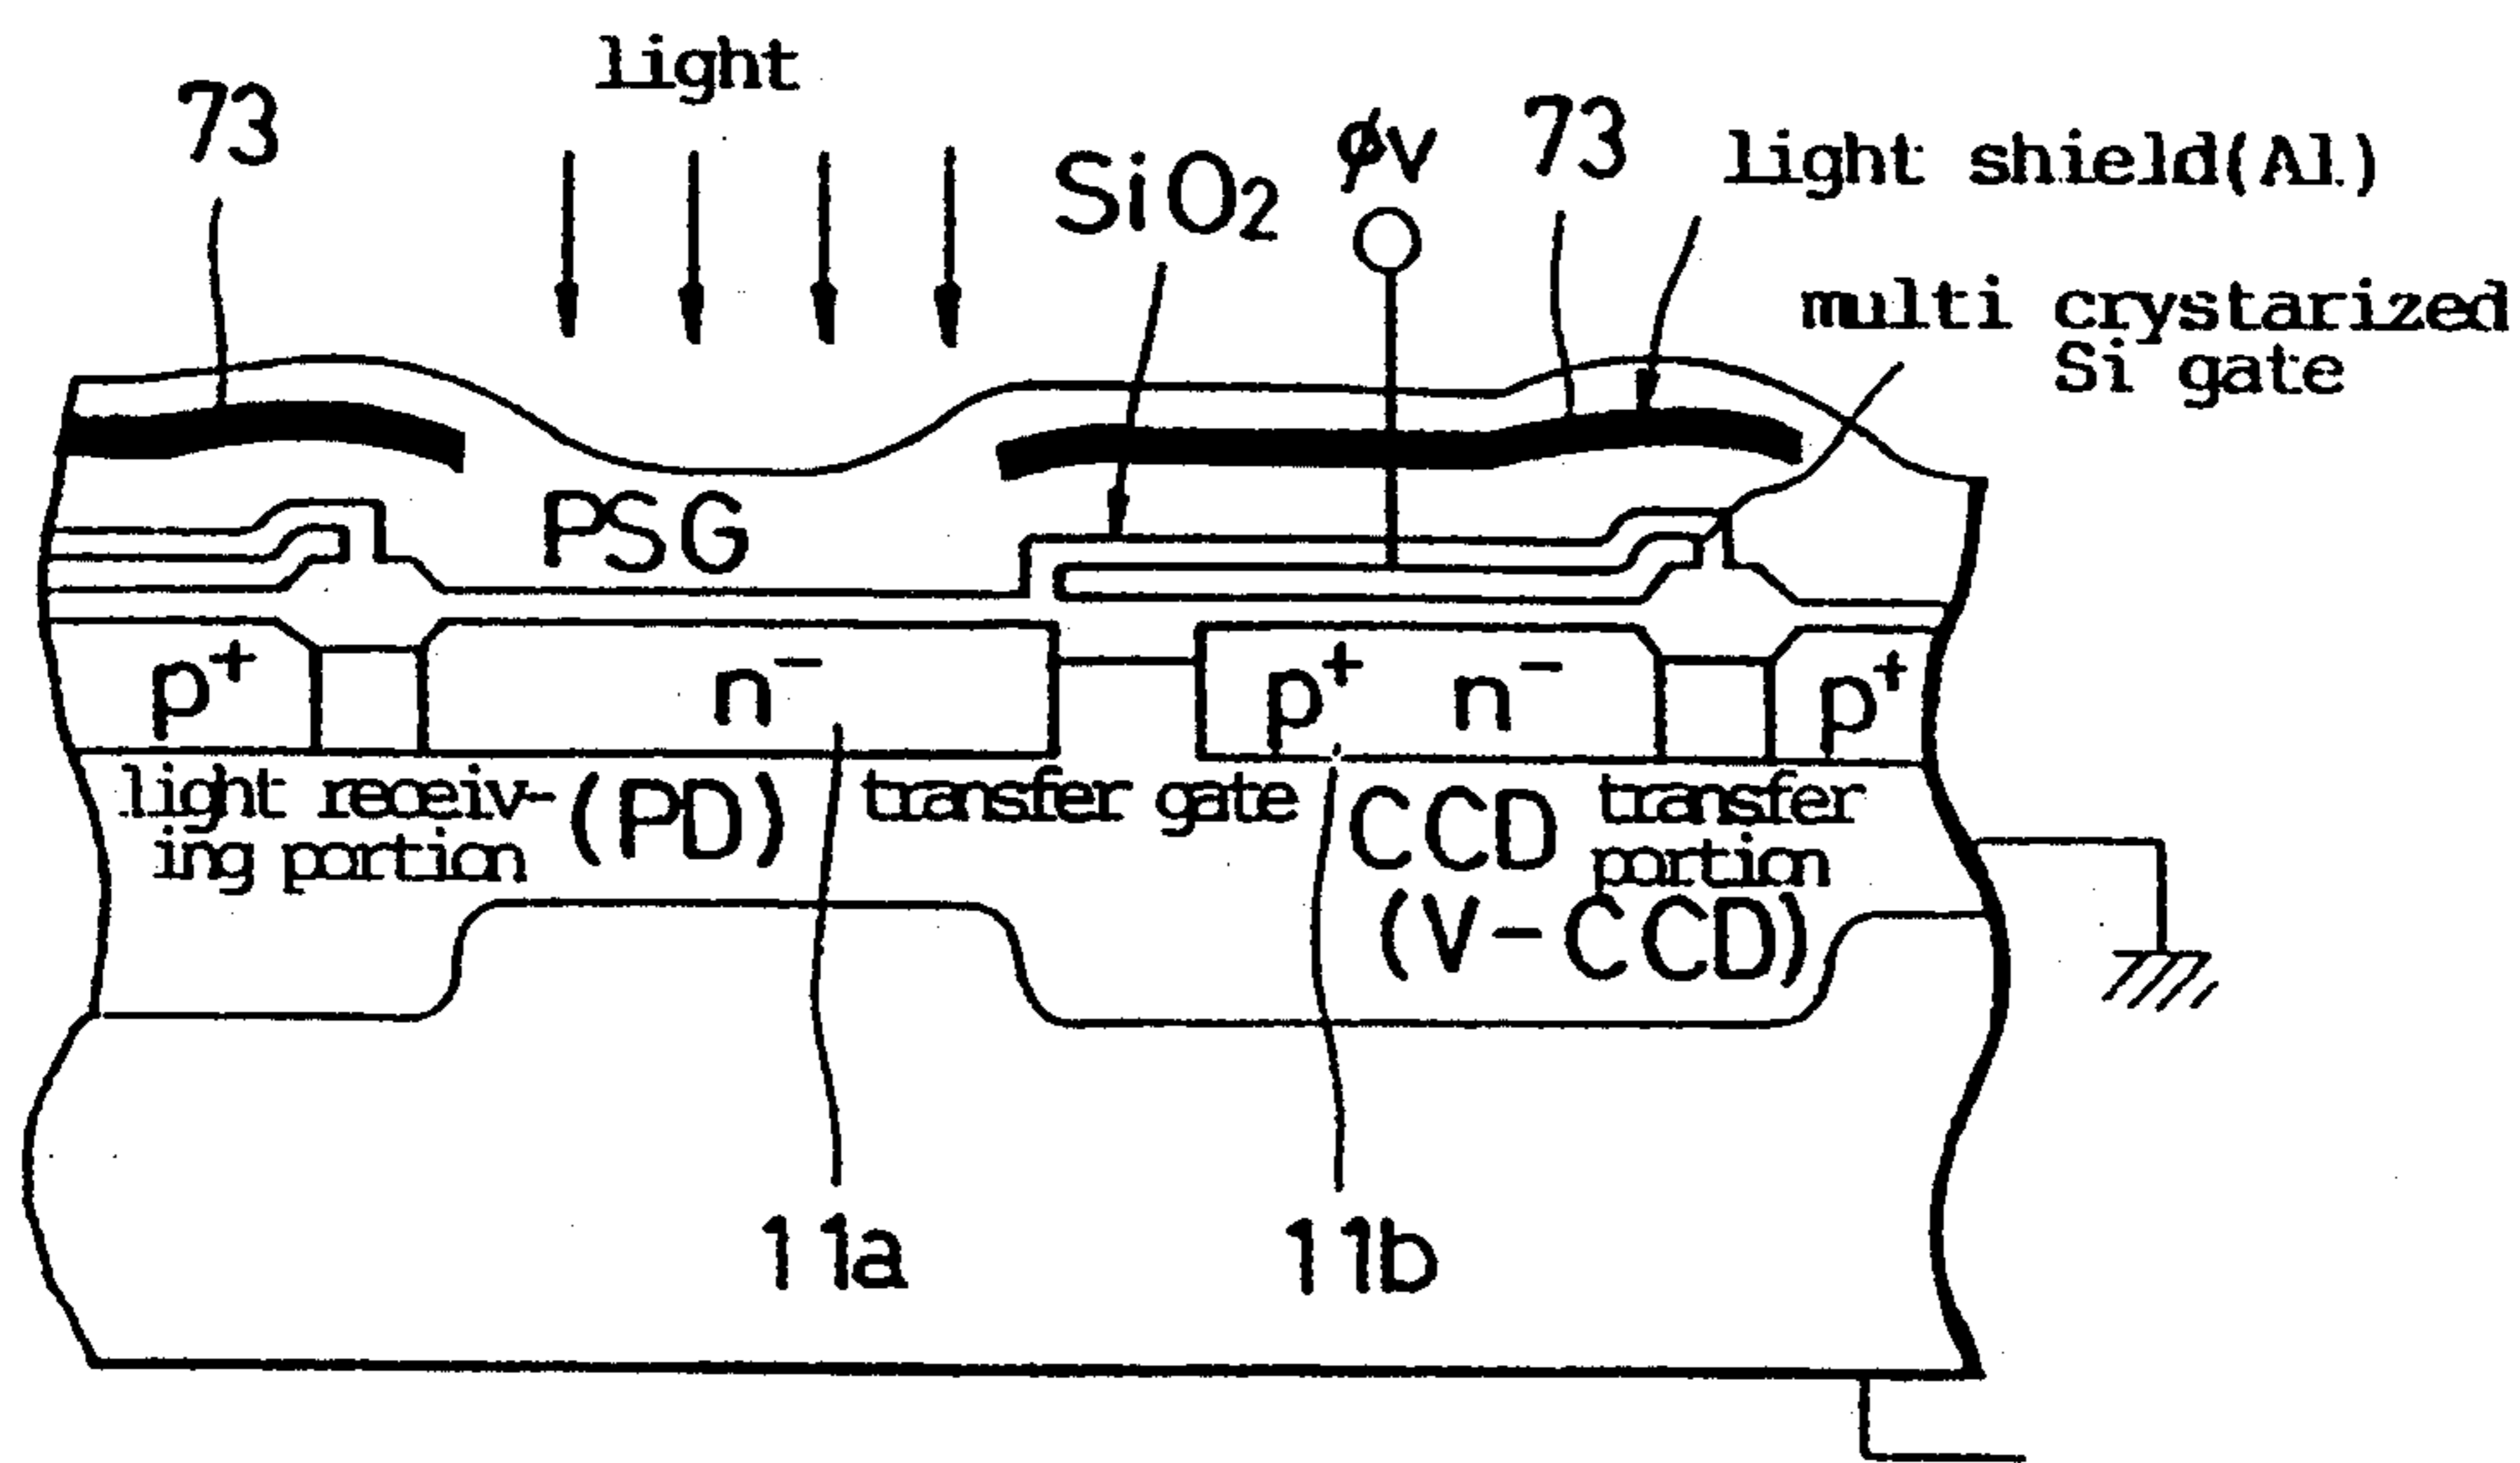 light
73
SiO₂
φV
73
light shield(Al.)
multi crystarized
Si gate
PSG
p⁺
n⁻
p⁺
n⁻
p⁺
light receiv-
ing portion
(PD)
transfer gate
CCD
(V-CCD)
transfer
portion
11a
11b